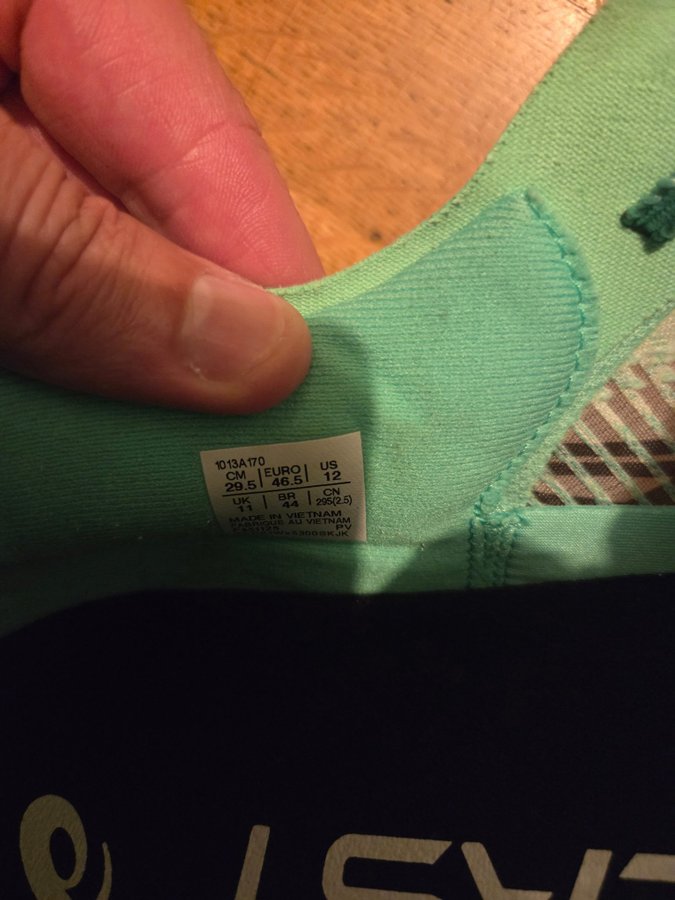 1013A170
CM EURO US
29.5 46.5 12
UK BR CN
11 44 295(2.5)
MADE IN VIETNAM
FABRIQUE AU VIETNAM
PV